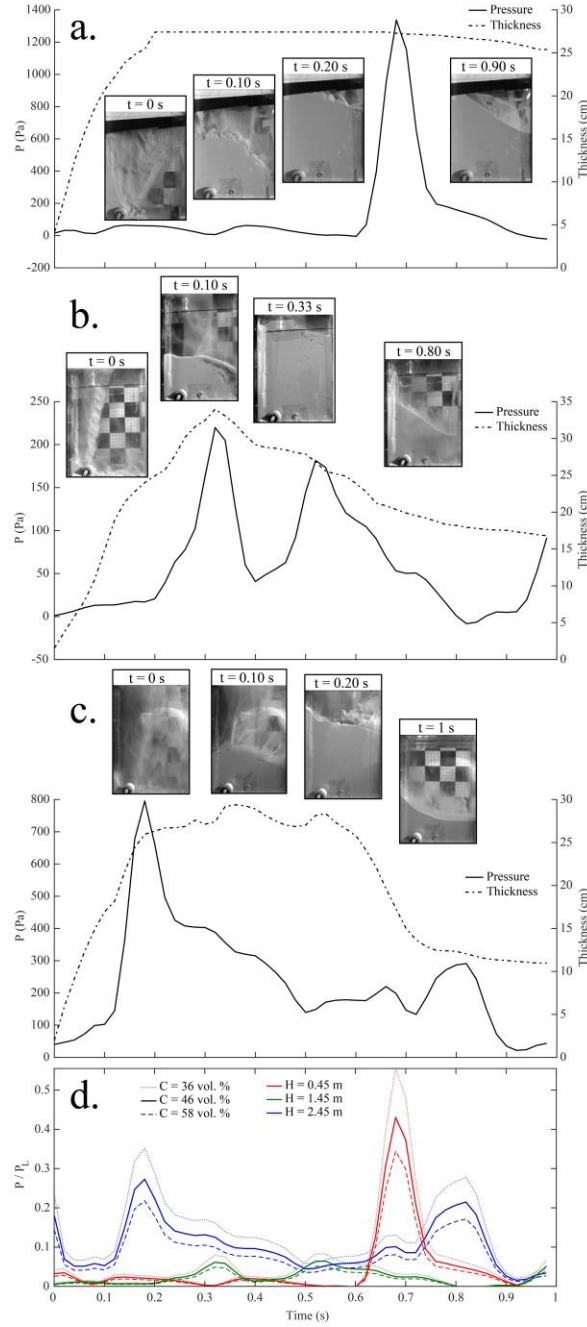 a.
Pressure
Thickness
1400
1200
1000
800
600
400
200
0
-200
P (Pa)
30
25
20
15
10
5
0
Thickness (cm)
t = 0 s
t = 0.10 s
t = 0.20 s
t = 0.90 s
b.
t = 0 s
t = 0.10 s
t = 0.33 s
t = 0.80 s
250
200
150
100
50
0
-50
P (Pa)
35
30
25
20
15
10
5
0
Thickness (cm)
Pressure
Thickness
c.
t = 0 s
t = 0.10 s
t = 0.20 s
t = 1 s
800
700
600
500
400
300
200
100
0
P (Pa)
30
25
20
15
10
5
0
Thickness (cm)
Pressure
Thickness
d.
C = 36 vol. %
C = 46 vol. %
C = 58 vol. %
H = 0.45 m
H = 1.45 m
H = 2.45 m
0.5
0.4
0.3
0.2
0.1
0
P / P_L
0 0.1 0.2 0.3 0.4 0.5 0.6 0.7 0.8 0.9 1
Time (s)